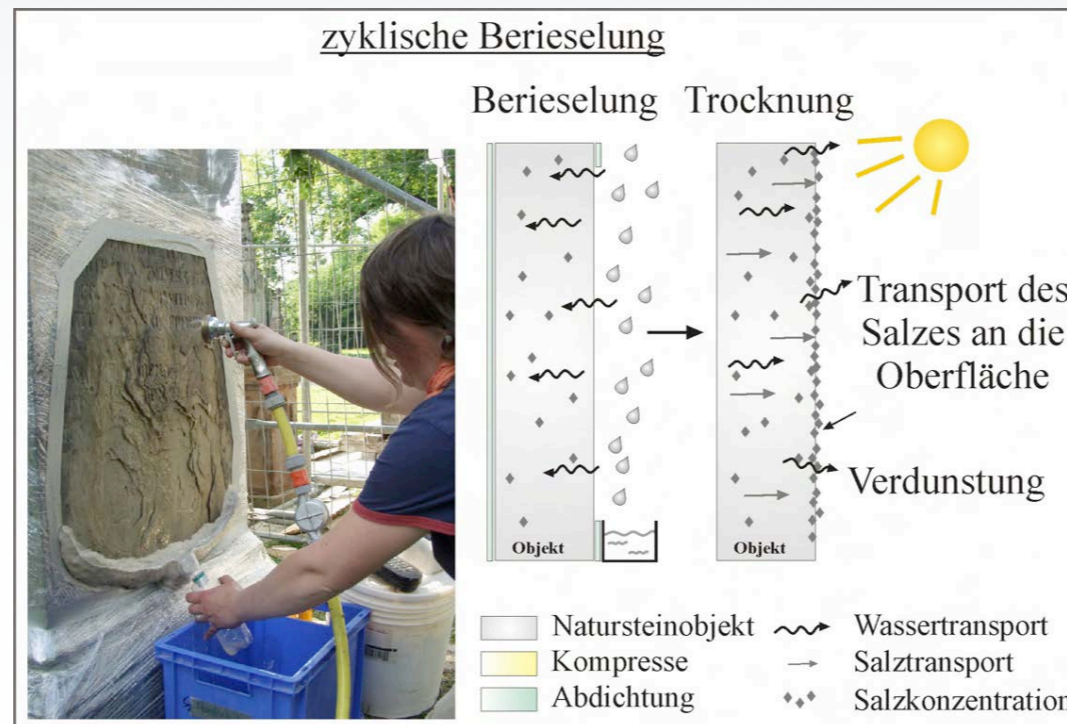 zyklische Berieselung
Berieselung
Trocknung
Transport des
Salzes an die
Oberfläche
Verdunstung
Objekt
Objekt
Natursteinobjekt
Wassertransport
Kompresse
Salztransport
Abdichtung
Salzkonzentration